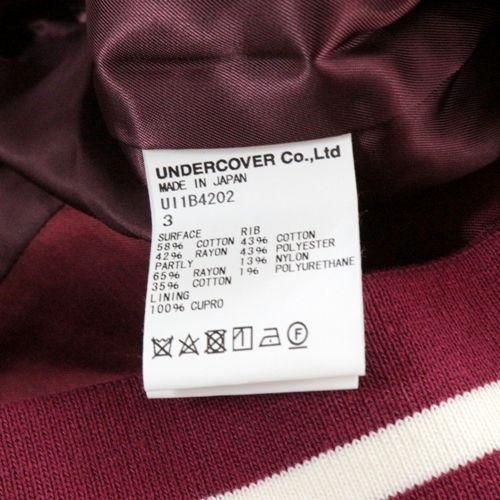 UNDERCOVER Co.,Ltd
MADE IN JAPAN
UI1B4202
3
SURFACE RIB
58% COTTON 43% COTTON
42% RAYON 43% POLYESTER
PARTLY 13% NYLON
65% RAYON 1% POLYURETHANE
35% COTTON
LINING
100% CUPRO
F